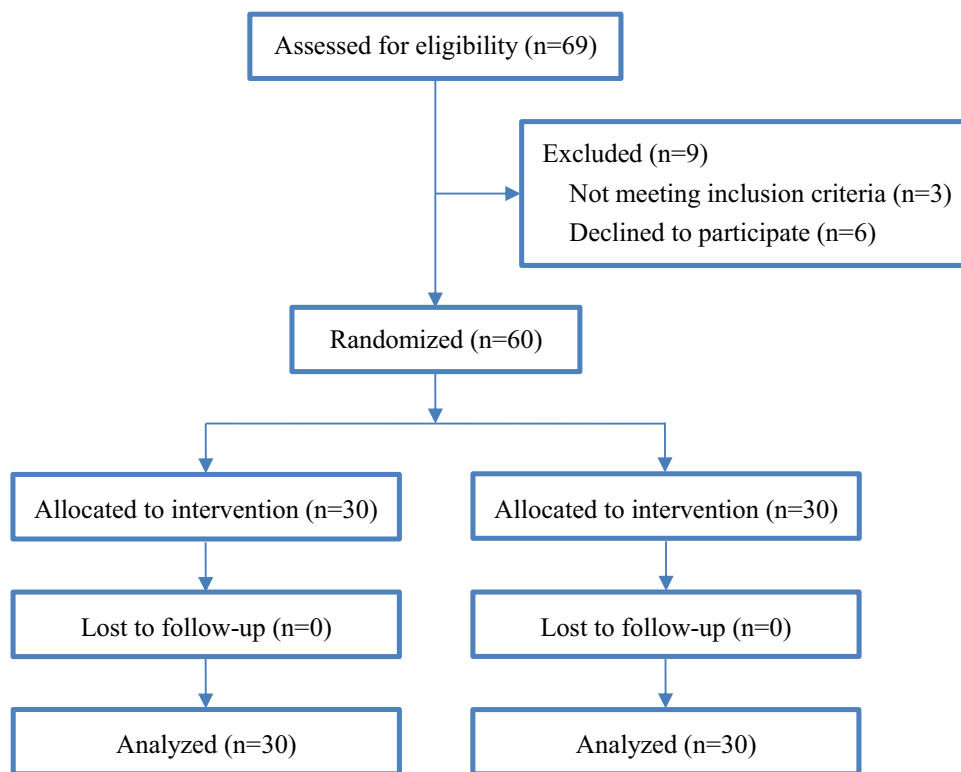 Assessed for eligibility (n=69)
Excluded (n=9)
Not meeting inclusion criteria (n=3)
Declined to participate (n=6)
Randomized (n=60)
Allocated to intervention (n=30)
Allocated to intervention (n=30)
Lost to follow-up (n=0)
Lost to follow-up (n=0)
Analyzed (n=30)
Analyzed (n=30)